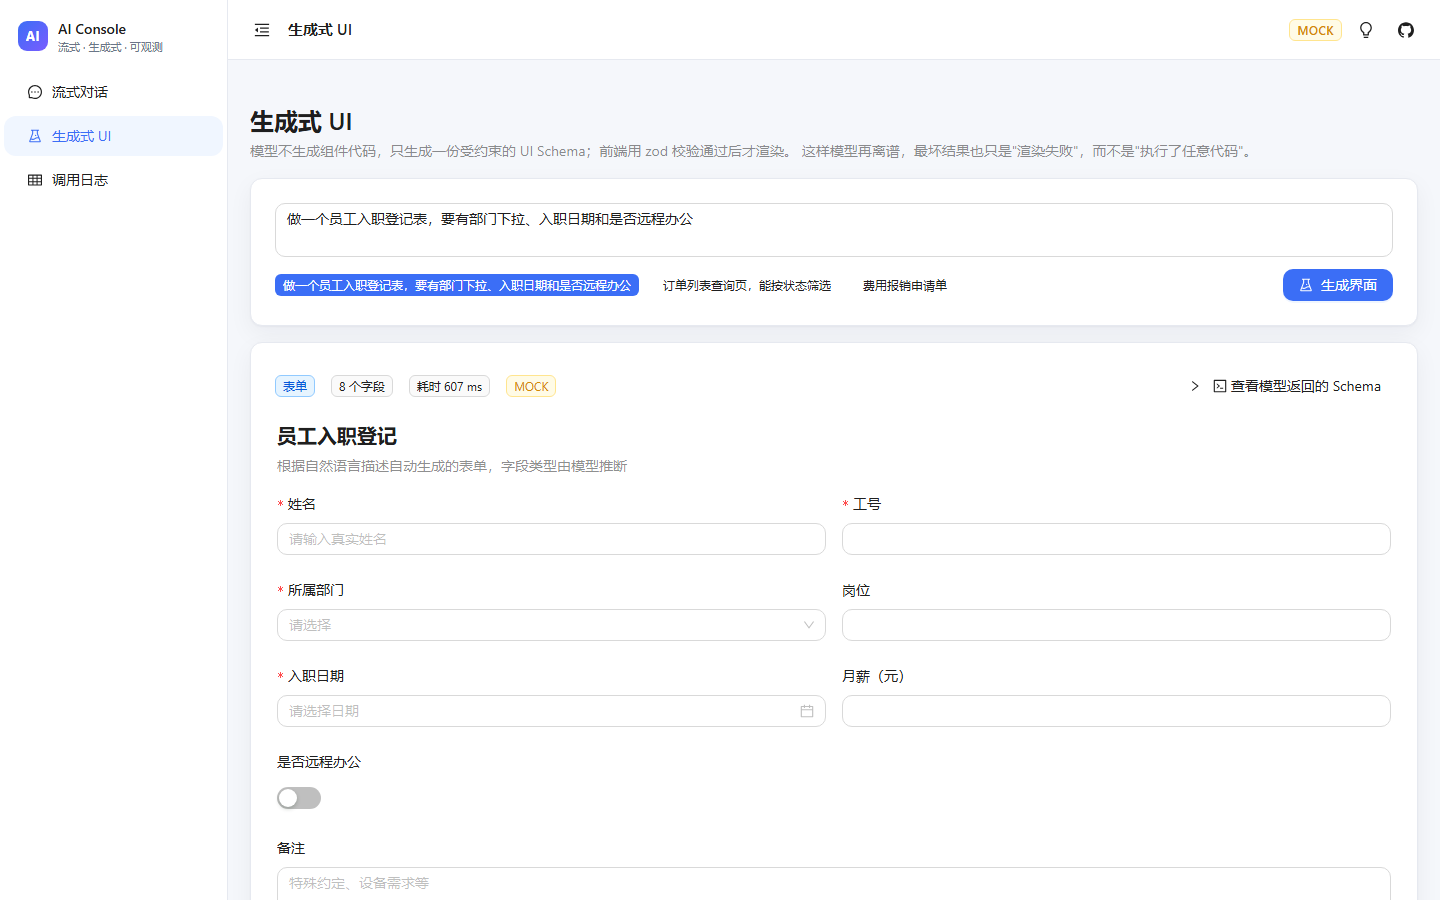 AI
AI Console
流式 · 生成式 · 可观测
流式对话
生成式 UI
调用日志
生成式 UI
MOCK
生成式 UI
模型不生成组件代码，只生成一份受约束的 UI Schema；前端用 zod 校验通过后才渲染。 这样模型再离谱，最坏结果也只是"渲染失败"，而不是"执行了任意代码"。
做一个员工入职登记表，要有部门下拉、入职日期和是否远程办公
做一个员工入职登记表，要有部门下拉、入职日期和是否远程办公
订单列表查询页，能按状态筛选
费用报销申请单
生成界面
表单
8 个字段
耗时 607 ms
MOCK
查看模型返回的 Schema
员工入职登记
根据自然语言描述自动生成的表单，字段类型由模型推断
* 姓名
请输入真实姓名
* 工号
* 所属部门
请选择
岗位
* 入职日期
请选择日期
月薪（元）
是否远程办公
备注
特殊约定、设备需求等